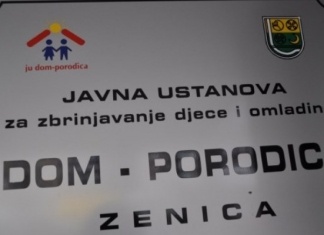 ju dom-porodica
JAVNA USTANOVA
za zbrinjavanje djece i omladin
DOM - PORODIC
ZENICA